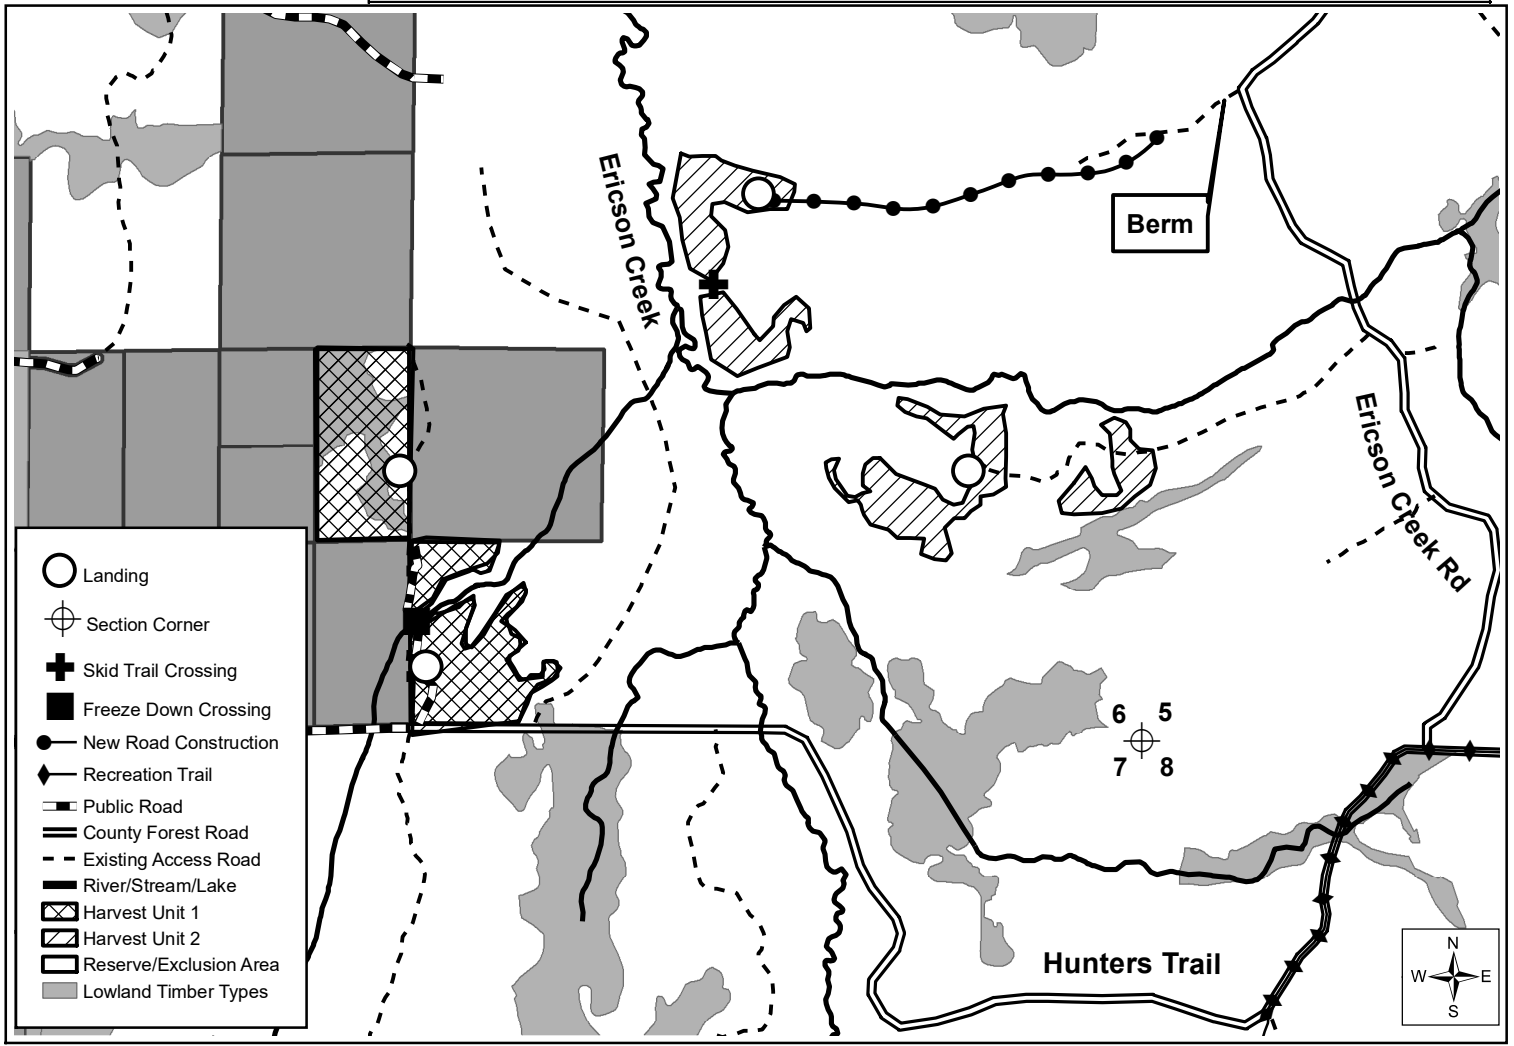 Ericson Creek
Berm
Ericson Creek Rd
6 5
7 8
Hunters Trail
Landing
Section Corner
Skid Trail Crossing
Freeze Down Crossing
New Road Construction
Recreation Trail
Public Road
County Forest Road
Existing Access Road
River/Stream/Lake
Harvest Unit 1
Harvest Unit 2
Reserve/Exclusion Area
Lowland Timber Types
N
W E
S